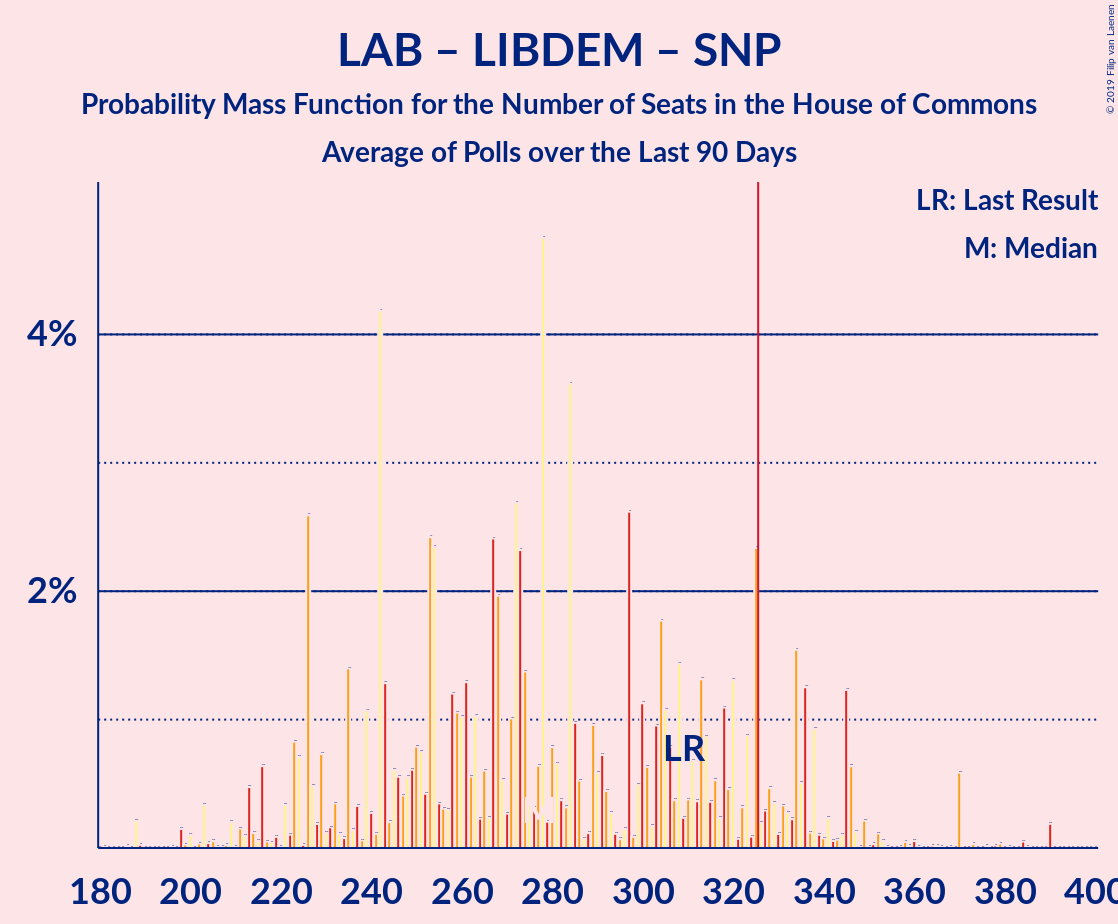 LAB – LIBDEM – SNP
Probability Mass Function for the Number of Seats in the House of Commons
Average of Polls over the Last 90 Days
© 2019 Filip van Laenen
LR: Last Result
M: Median
4%
2%
LR
M
180 200 220 240 260 280 300 320 340 360 380 400